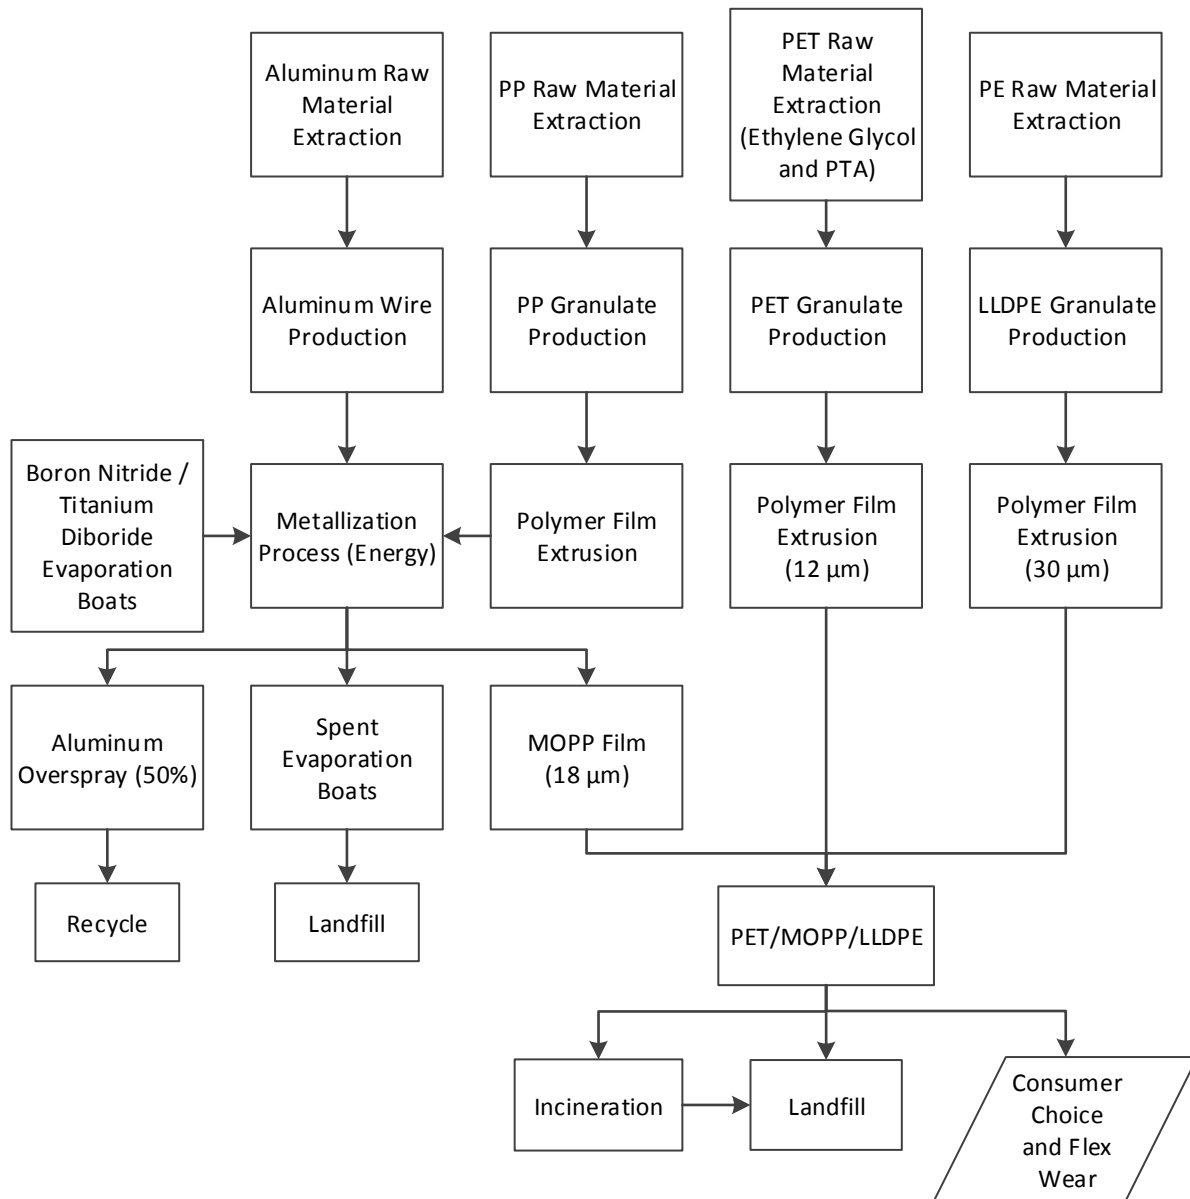 Aluminum Raw
Material
Extraction
PP Raw Material
Extraction
PET Raw
Material
Extraction
(Ethylene Glycol
and PTA)
PE Raw Material
Extraction
Aluminum Wire
Production
PP Granulate
Production
PET Granulate
Production
LLDPE Granulate
Production
Boron Nitride /
Titanium
Diboride
Evaporation
Boats
Metallization
Process (Energy)
Polymer Film
Extrusion
Polymer Film
Extrusion
(12 µm)
Polymer Film
Extrusion
(30 µm)
Aluminum
Overspray (50%)
Spent
Evaporation
Boats
MOPP Film
(18 µm)
Recycle
Landfill
PET/MOPP/LLDPE
Incineration
Landfill
Consumer
Choice
and Flex
Wear